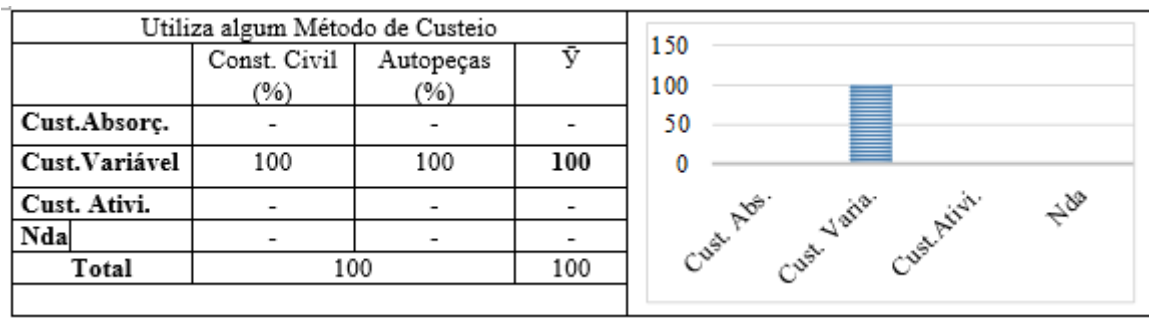 Utiliza algum Método de Custeio
Const. Civil (%) Autopeças (%) ȳ
Cust.Absorç. - - -
Cust.Variável 100 100 100
Cust. Ativi. - - -
Nda - - -
Total 100 100
150
100
50
0
Cust. Abs. Cust. Varia. Cust.Ativi. Nda